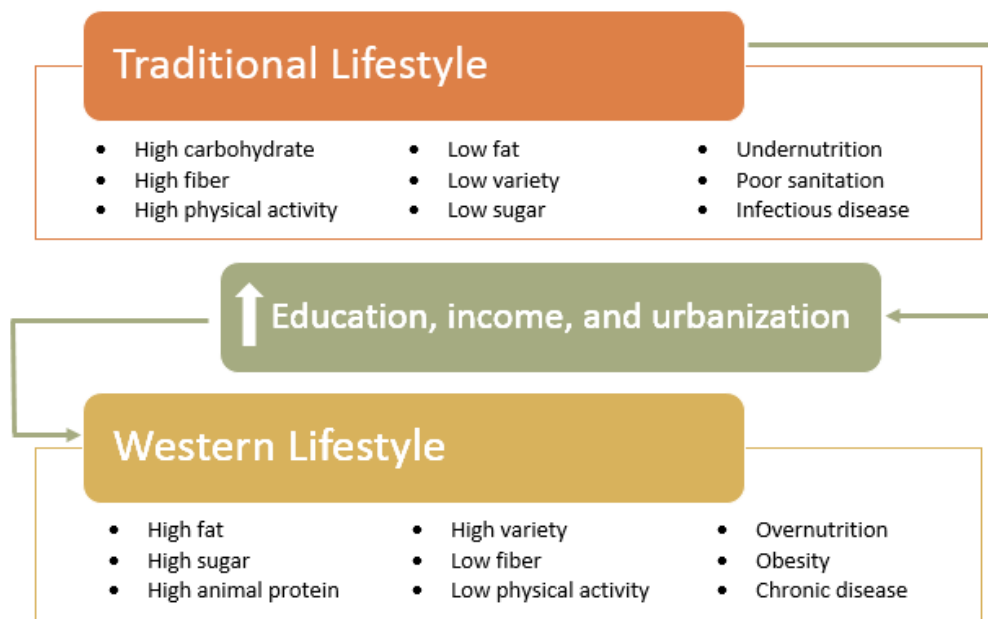 Traditional Lifestyle
• High carbohydrate
• High fiber
• High physical activity
• Low fat
• Low variety
• Low sugar
• Undernutrition
• Poor sanitation
• Infectious disease
Education, income, and urbanization
Western Lifestyle
• High fat
• High sugar
• High animal protein
• High variety
• Low fiber
• Low physical activity
• Overnutrition
• Obesity
• Chronic disease